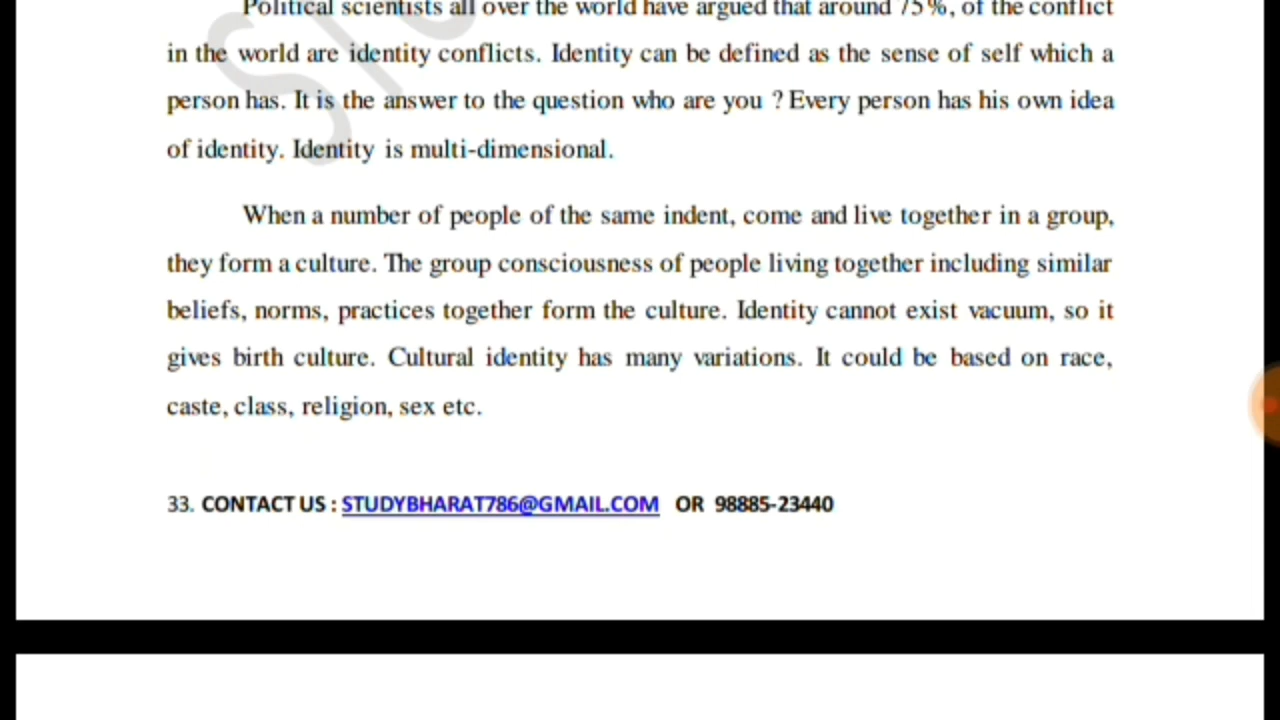 Political scientists all over the world have argued that around 75%, of the conflict
in the world are identity conflicts. Identity can be defined as the sense of self which a
person has. It is the answer to the question who are you ? Every person has his own idea
of identity. Identity is multi-dimensional.
When a number of people of the same indent, come and live together in a group,
they form a culture. The group consciousness of people living together including similar
beliefs, norms, practices together form the culture. Identity cannot exist vacuum, so it
gives birth culture. Cultural identity has many variations. It could be based on race,
caste, class, religion, sex etc.
33. CONTACT US : STUDYBHARAT786@GMAIL.COM OR 98885-23440